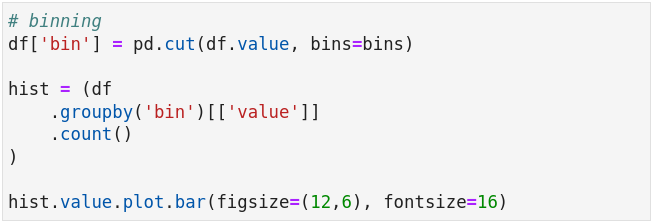 # binning
df['bin'] = pd.cut(df.value, bins=bins)

hist = (df
    .groupby('bin')[['value']]
    .count()
)

hist.value.plot.bar(figsize=(12,6), fontsize=16)